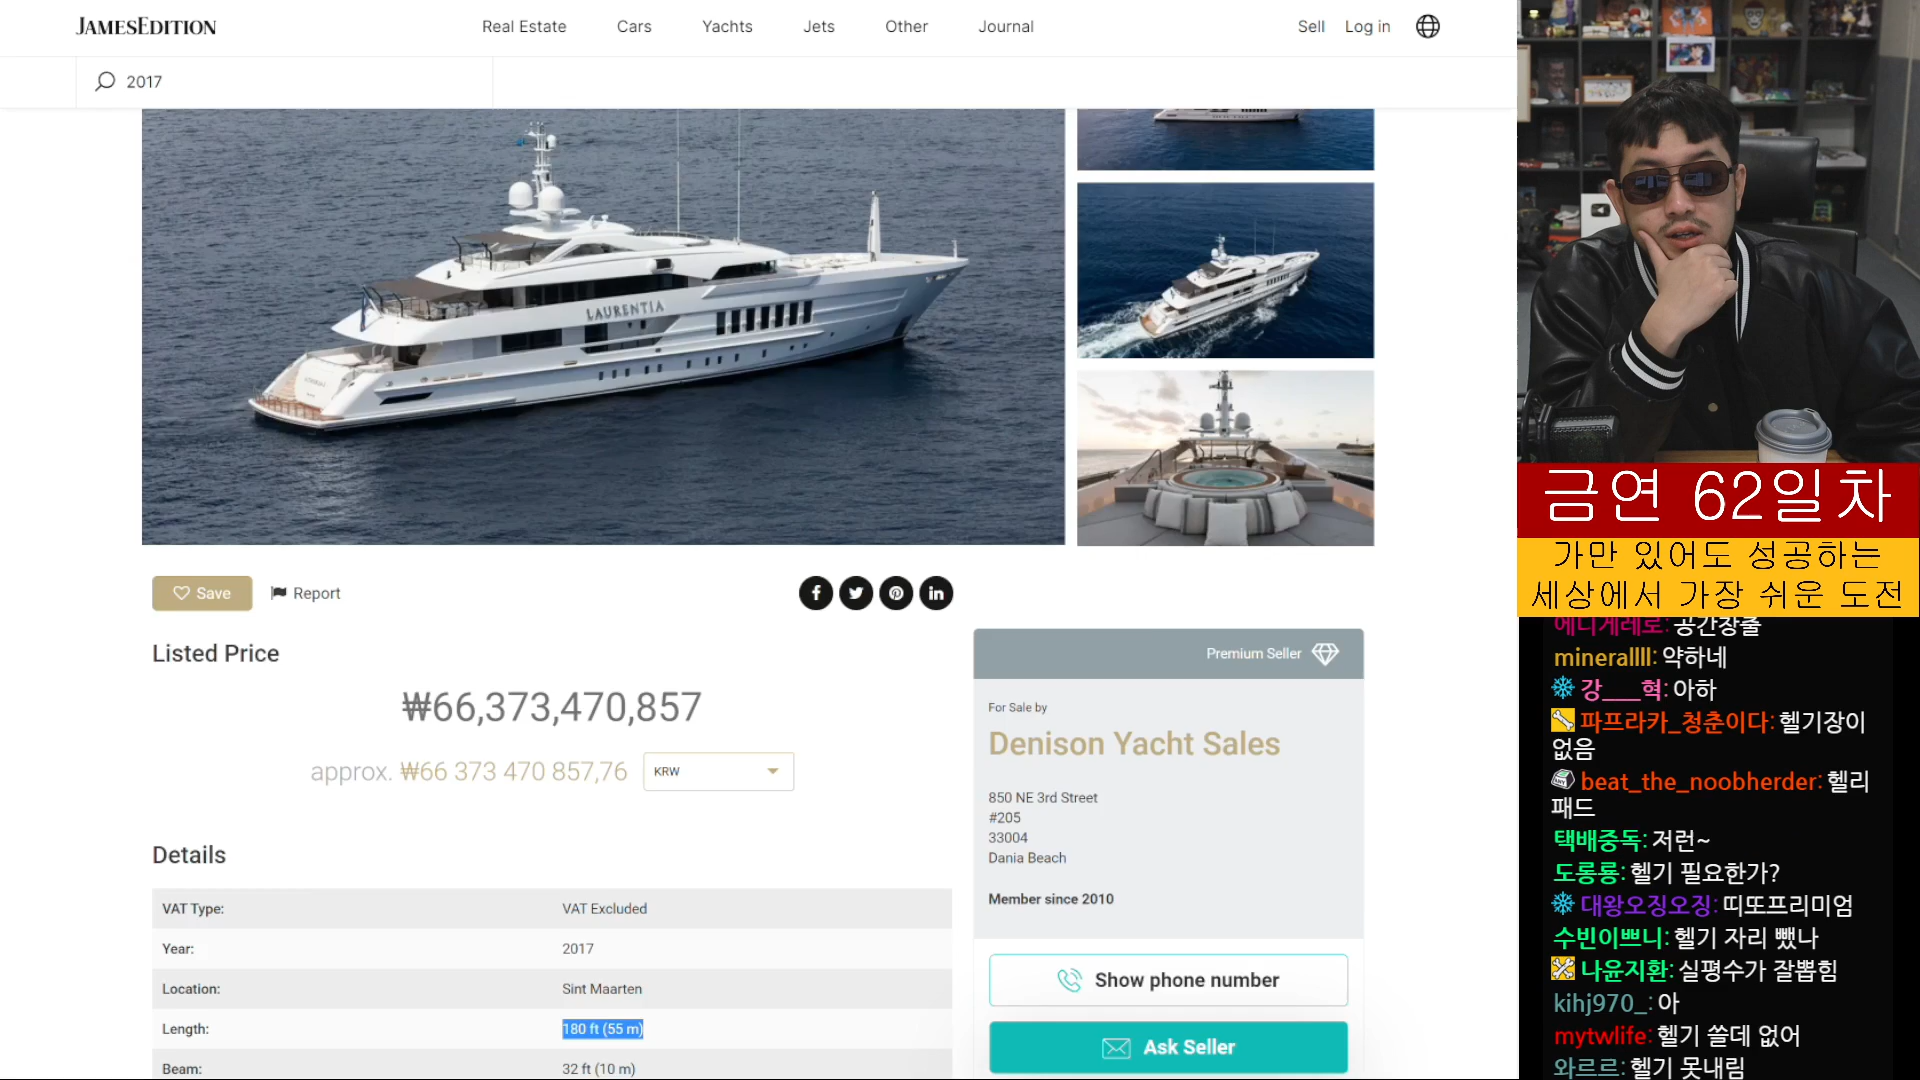 JAMESEDITION
Real Estate
Cars
Yachts
Jets
Other
Journal
Sell
Log in
2017
LAURENTIA
Save
Report
Listed Price
₩66,373,470,857
approx. ₩66 373 470 857,76
KRW
Details
VAT Type: VAT Excluded
Year: 2017
Location: Sint Maarten
Length: 180 ft (55 m)
Beam: 32 ft (10 m)
Premium Seller
For Sale by
Denison Yacht Sales
850 NE 3rd Street
#205
33004
Dania Beach
Member since 2010
Show phone number
Ask Seller
금연 62일차
가만 있어도 성공하는
세상에서 가장 쉬운 도전
에디게레로: 공간창출
minerallll: 약하네
강___혁: 아하
파프라카_청춘이다: 헬기장이
없음
beat_the_noobherder: 헬리
패드
택배중독: 저런~
도롱룡: 헬기 필요한가?
대왕오징오징: 띠또프리미엄
수빈이쁘니: 헬기 자리 뺐나
나윤지환: 실평수가 잘뽑힘
kihj970_: 아
mytwlife: 헬기 쓸데 없어
와르르: 헬기 못내림